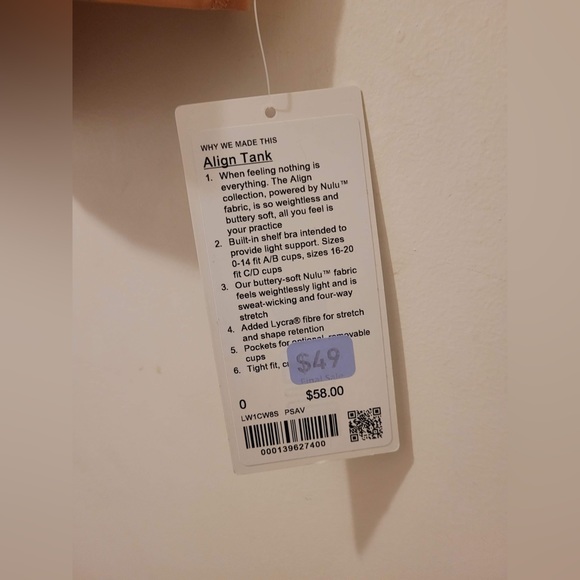 WHY WE MADE THIS
Align Tank
1. When feeling nothing is
everything. The Align
collection, powered by Nulu™
fabric, is so weightless and
buttery soft, all you feel is
your practice
2. Built-in shelf bra intended to
provide light support. Sizes
0-14 fit A/B cups, sizes 16-20
fit C/D cups
3. Our buttery-soft Nulu™ fabric
feels weightlessly light and is
sweat-wicking and four-way
stretch
4. Added Lycra® fibre for stretch
and shape retention
5. Pockets for optional, removable
cups
6. Tight fit,
$49
0 $58.00
LW1CW8S PSAV
000139627400